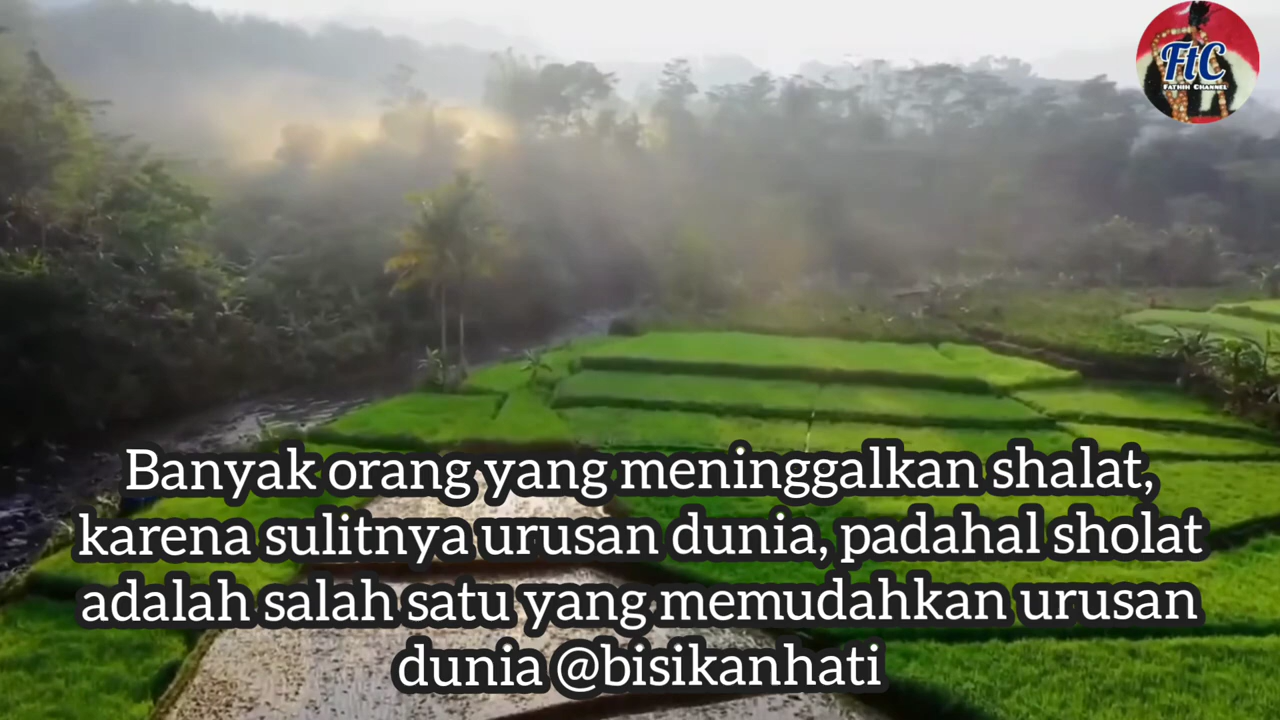 FtC
FATHIH CHANNEL
Banyak orang yang meninggalkan shalat,
karena sulitnya urusan dunia, padahal sholat
adalah salah satu yang memudahkan urusan
dunia @bisikanhati